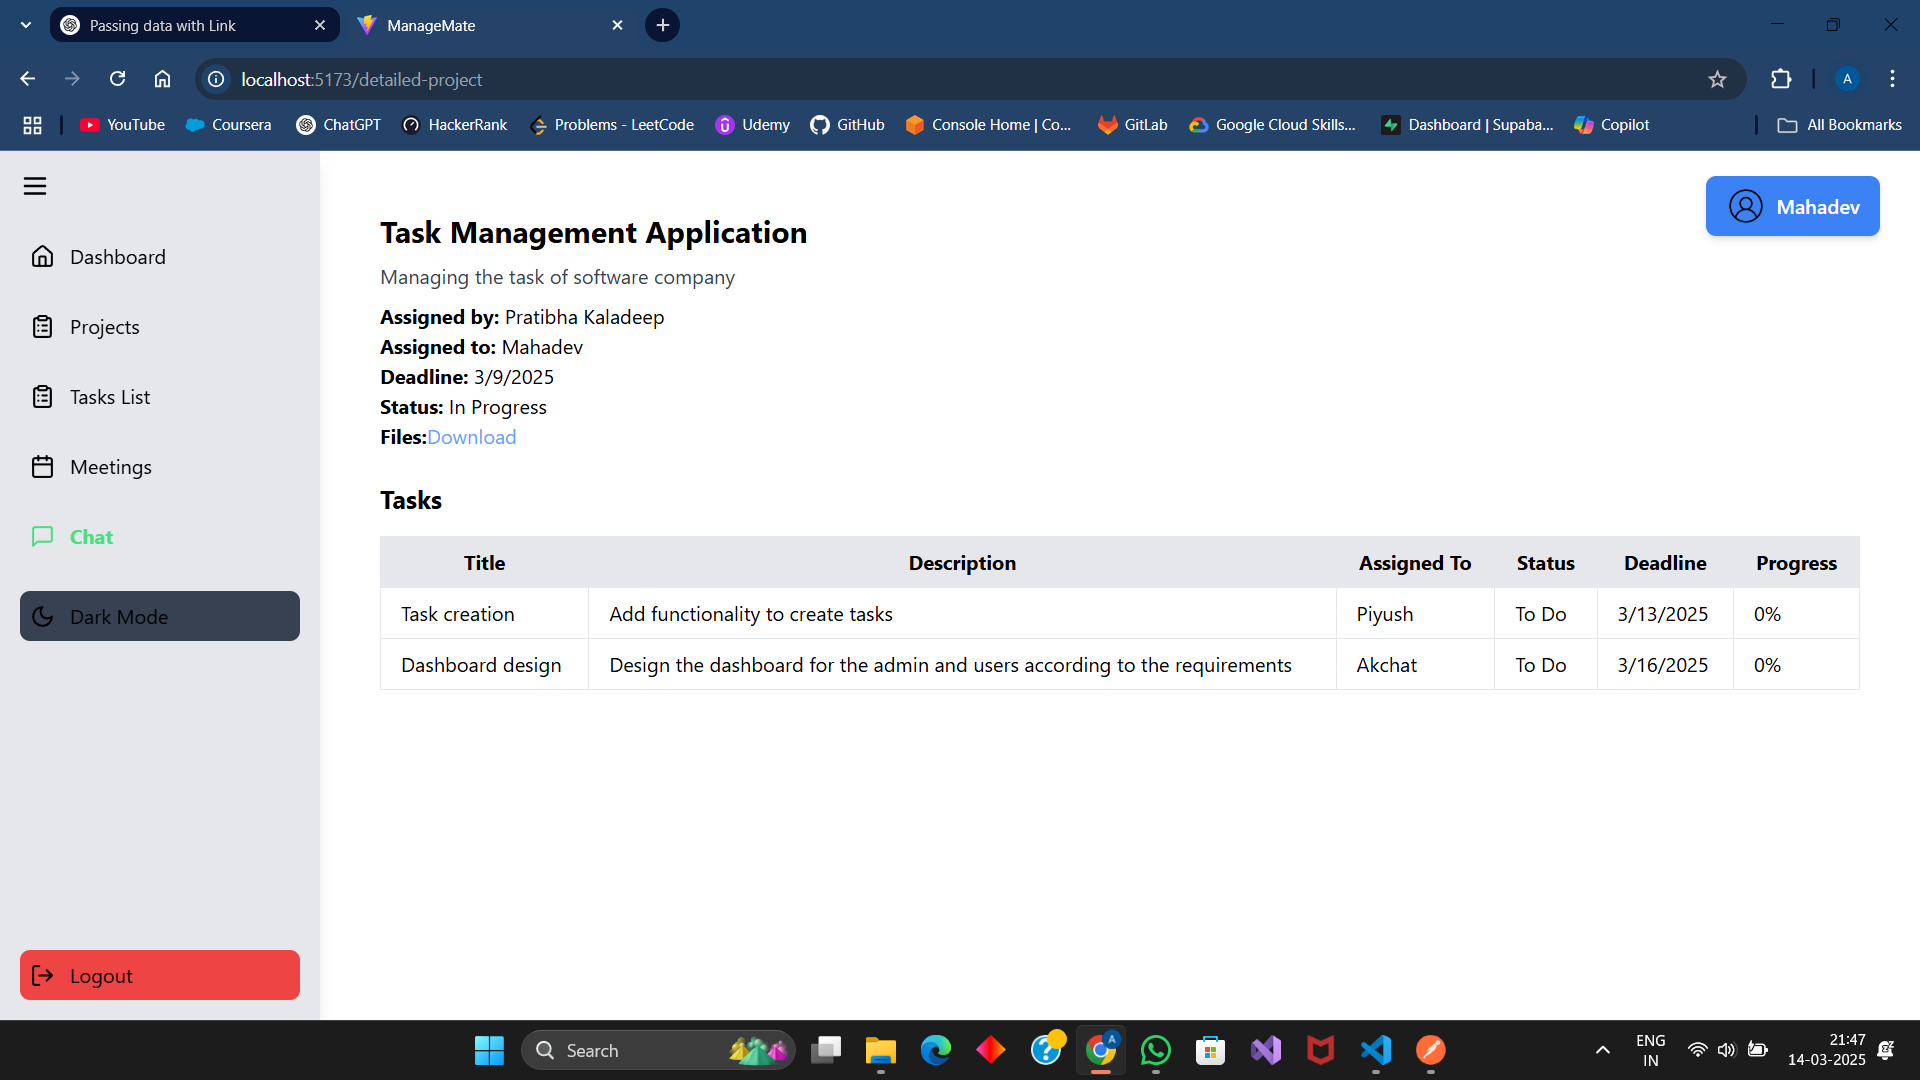 Passing data with Link
ManageMate
localhost:5173/detailed-project
A
YouTube
Coursera
ChatGPT
HackerRank
Problems - LeetCode
Udemy
GitHub
Console Home | Co...
GitLab
Google Cloud Skills...
Dashboard | Supaba...
Copilot
All Bookmarks
Mahadev
Dashboard
Projects
Tasks List
Meetings
Chat
Dark Mode
Logout
Task Management Application
Managing the task of software company
Assigned by: Pratibha Kaladeep
Assigned to: Mahadev
Deadline: 3/9/2025
Status: In Progress
Files:Download
Tasks
Title Description Assigned To Status Deadline Progress
Task creation Add functionality to create tasks Piyush To Do 3/13/2025 0%
Dashboard design Design the dashboard for the admin and users according to the requirements Akchat To Do 3/16/2025 0%
Search
A
ENG
IN
21:47
14-03-2025